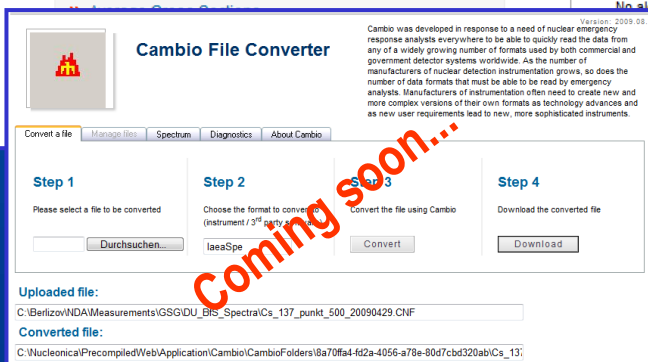 Version: 2009.08.
Cambio File Converter
Cambio was developed in response to a need of nuclear emergency
response analysts everywhere to be able to quickly read the data from
any of a widely growing number of formats used by both commercial and
government detector systems worldwide. As the number of
manufacturers of nuclear detection instrumentation grows, so does the
number of data formats that must be able to be read by emergency
analysts. Manufacturers of instrumentation often need to create new and
more complex versions of their own formats as technology advances and
as new user requirements lead to new, more sophisticated instruments.
Convert a file Manage files Spectrum Diagnostics About Cambio
Coming soon...
Step 1
Please select a file to be converted
Durchsuchen...
Step 2
Choose the format to convert to
(instrument / 3rd party software)
IaeaSpe
Step 3
Convert the file using Cambio
Convert
Step 4
Download the converted file
Download
Uploaded file:
C:\Berlizov\NDA\Measurements\GSG\DU_BfS_Spectra\Cs_137_punkt_500_20090429.CNF
Converted file:
C:\Nucleonica\PrecompiledWeb\Application\Cambio\CambioFolders\8a70ffa4-fd2a-4056-a78e-80d7cbd320ab\Cs_137